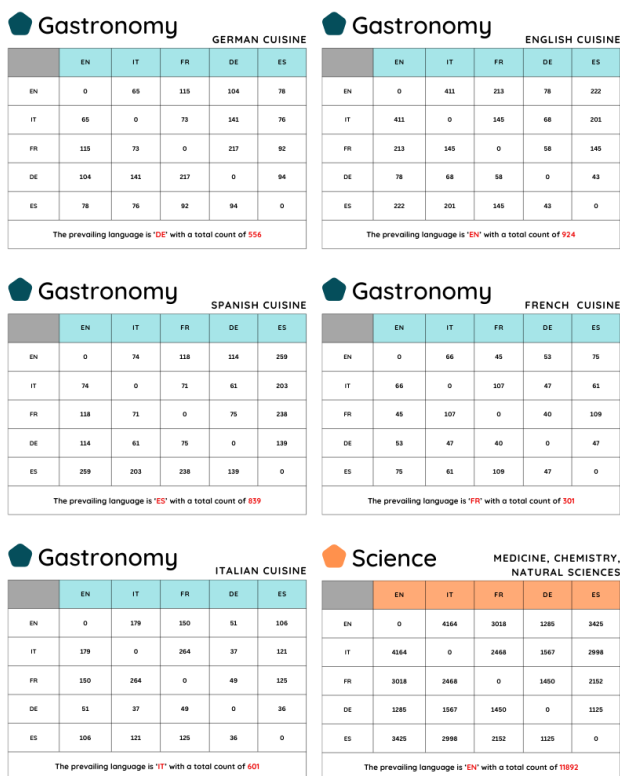 Gastronomy
GERMAN CUISINE
EN IT FR DE ES
EN 0 65 115 104 78
IT 65 0 73 141 76
FR 115 73 0 217 92
DE 104 141 217 0 94
ES 78 76 92 94 0
The prevailing language is 'DE' with a total count of 556
Gastronomy
ENGLISH CUISINE
EN IT FR DE ES
EN 0 411 213 78 222
IT 411 0 145 68 201
FR 213 145 0 58 145
DE 78 68 58 0 43
ES 222 201 145 43 0
The prevailing language is 'EN' with a total count of 924
Gastronomy
SPANISH CUISINE
EN IT FR DE ES
EN 0 74 118 114 259
IT 74 0 71 61 203
FR 118 71 0 75 238
DE 114 61 75 0 139
ES 259 203 238 139 0
The prevailing language is 'ES' with a total count of 839
Gastronomy
FRENCH CUISINE
EN IT FR DE ES
EN 0 66 45 53 75
IT 66 0 107 47 61
FR 45 107 0 40 109
DE 53 47 40 0 47
ES 75 61 109 47 0
The prevailing language is 'FR' with a total count of 301
Gastronomy
ITALIAN CUISINE
EN IT FR DE ES
EN 0 179 150 51 106
IT 179 0 264 37 121
FR 150 264 0 49 125
DE 51 37 49 0 36
ES 106 121 125 36 0
The prevailing language is 'IT' with a total count of 601
Science
MEDICINE, CHEMISTRY,
NATURAL SCIENCES
EN IT FR DE ES
EN 0 4164 3018 1285 3425
IT 4164 0 2468 1567 2998
FR 3018 2468 0 1450 2152
DE 1285 1567 1450 0 1125
ES 3425 2998 2152 1125 0
The prevailing language is 'EN' with a total count of 11892